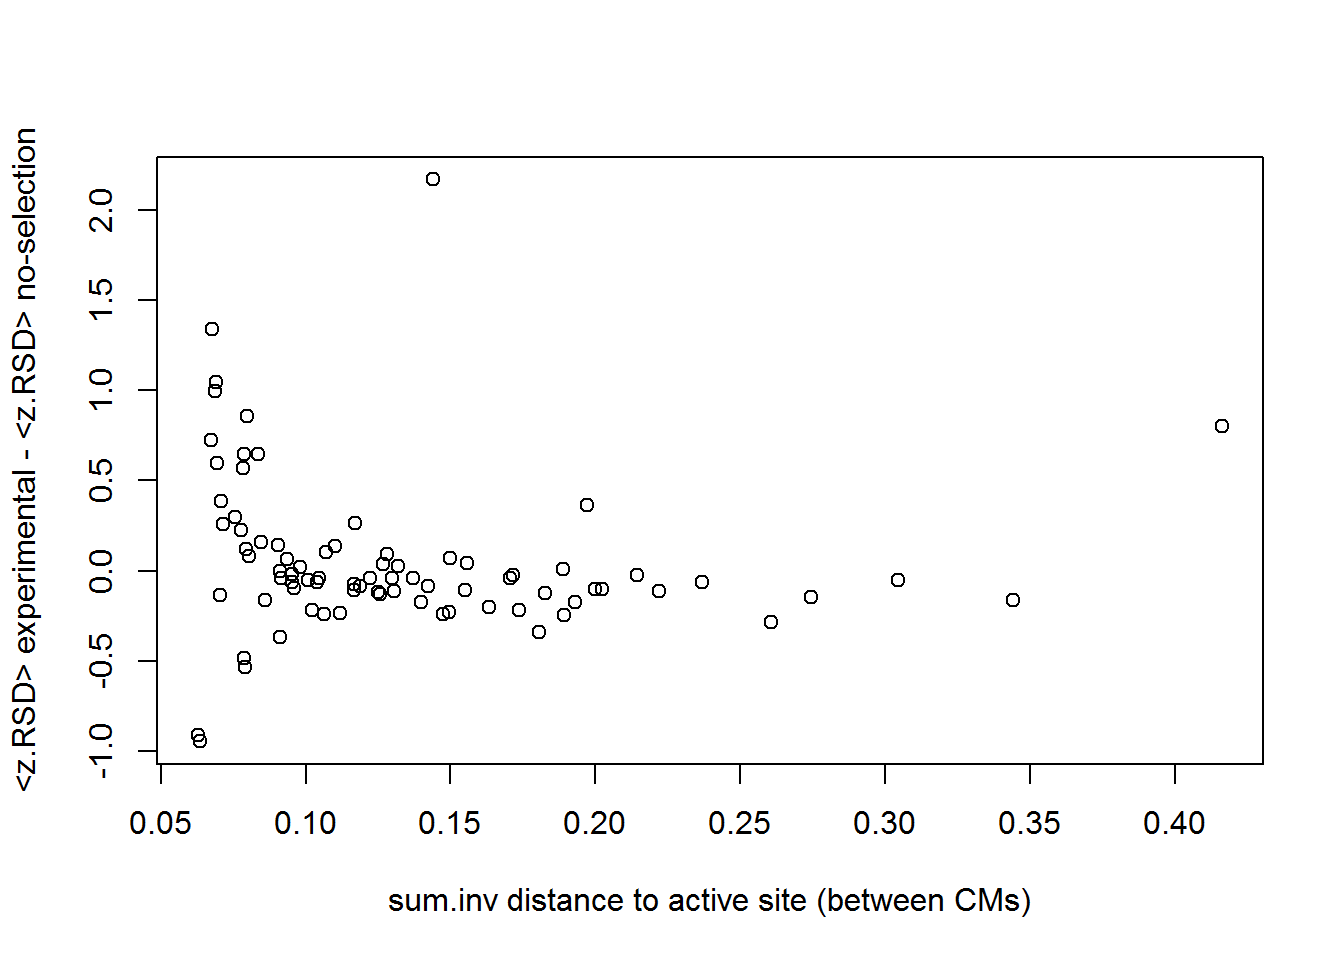 <z.RSD> experimental - <z.RSD> no-selection
2.0
1.5
1.0
0.5
0.0
-0.5
-1.0
0.05 0.10 0.15 0.20 0.25 0.30 0.35 0.40
sum.inv distance to active site (between CMs)